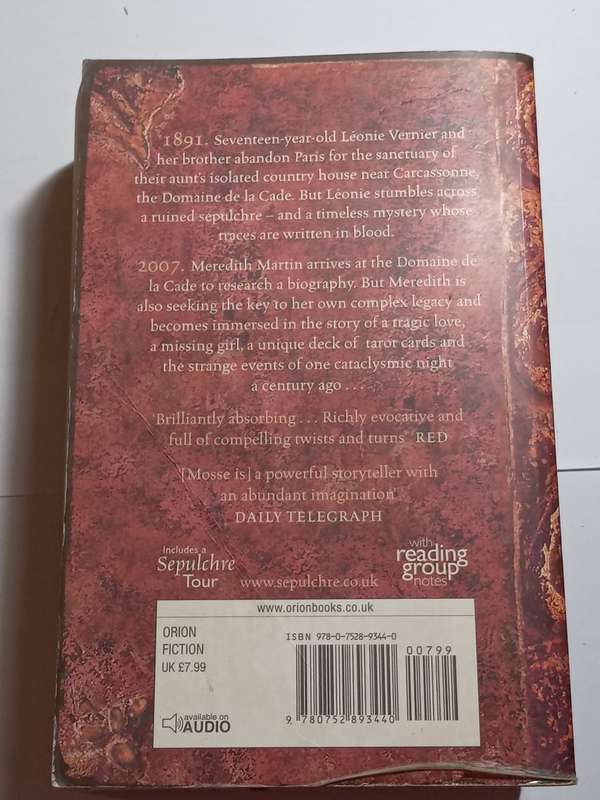 1891. Seventeen-year-old Léonie Vernier and
her brother abandon Paris for the sanctuary of
their aunt's isolated country house near Carcassonne,
the Domaine de la Cade. But Léonie stumbles across
a ruined sepulchre – and a timeless mystery whose
traces are written in blood.
2007. Meredith Martin arrives at the Domaine de
la Cade to research a biography. But Meredith is
also seeking the key to her own complex legacy and
becomes immersed in the story of a tragic love,
a missing girl, a unique deck of tarot cards and
the strange events of one cataclysmic night
a century ago . . .
'Brilliantly absorbing . . . Richly evocative and
full of compelling twists and turns' RED
[Mosse is] a powerful storyteller with
an abundant imagination'
DAILY TELEGRAPH
Includes a
Sepulchre
Tour
www.sepulchre.co.uk
with
reading
group
notes
www.orionbooks.co.uk
ORION
FICTION
UK £7.99
available on
AUDIO
ISBN 978-0-7528-9344-0
00799
9 780752 893440